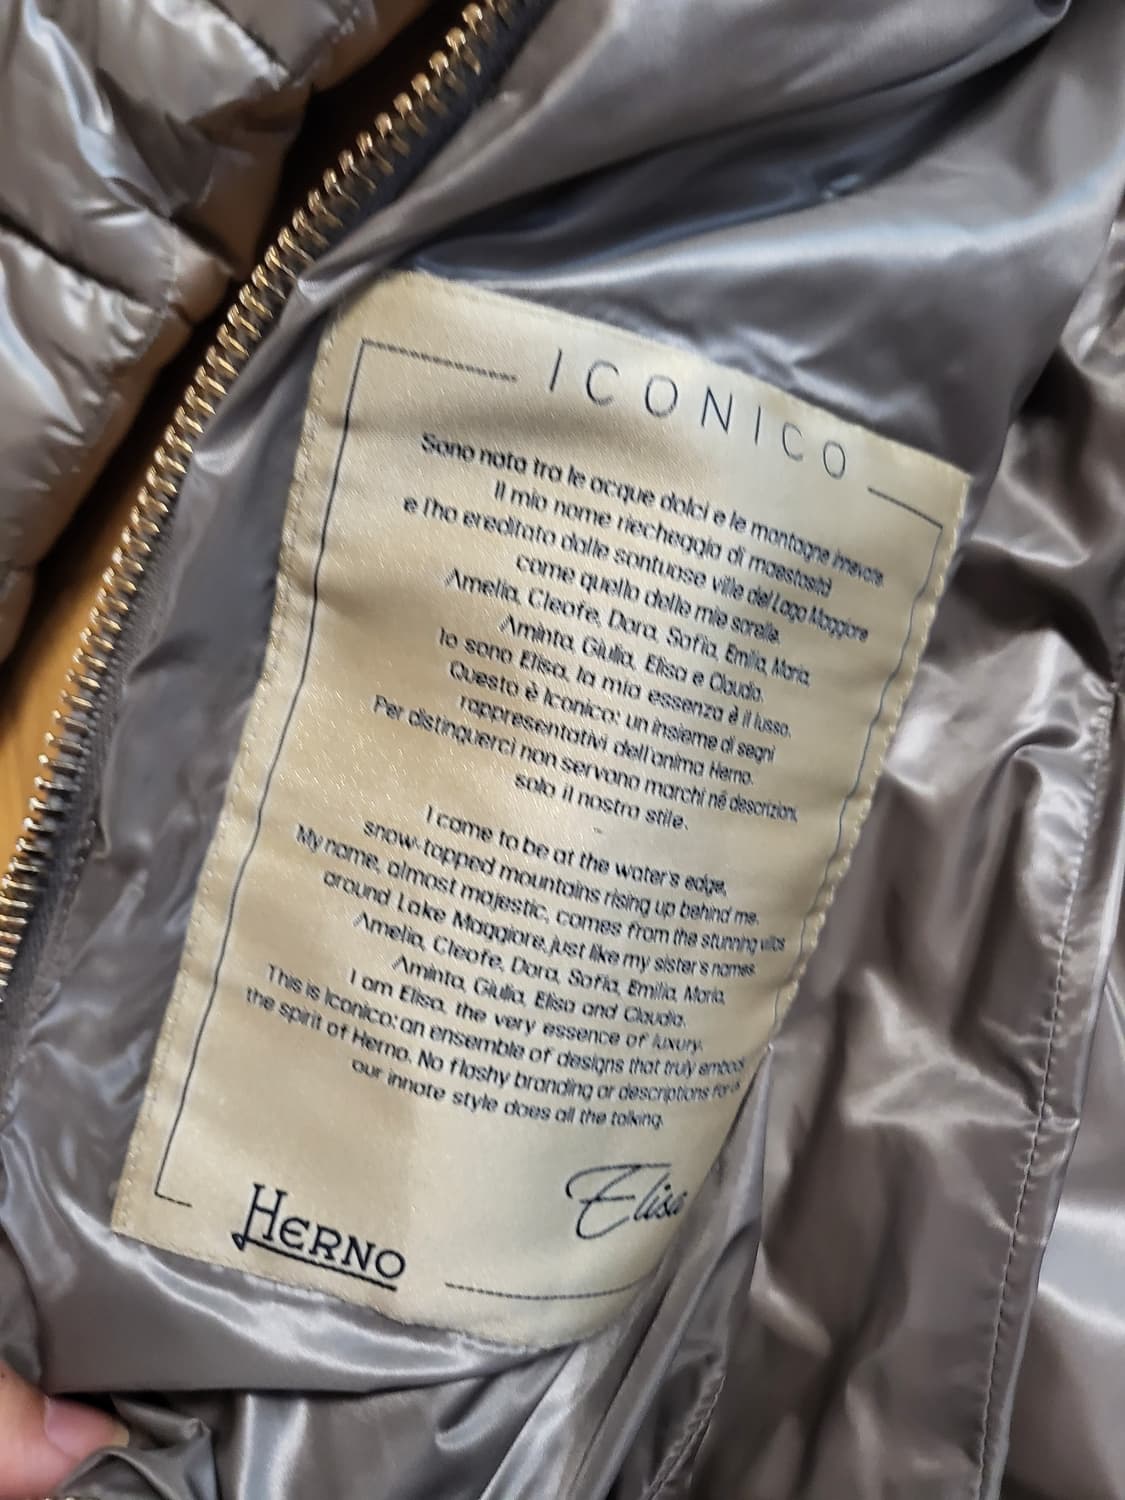 ICONICO
Sono nata tra le acque dolci e le montagne innevate.
Il mio nome riecheggia di maestosità
e l'ho ereditato dalle sontuose ville del Lago Maggiore
come quello delle mie sorelle.
Amelia, Cleofe, Dora, Sofia, Emilia, Maria,
Aminta, Giulia, Elisa e Claudia.
Io sono Elisa, la mia essenza è il lusso.
Questo è Iconico: un insieme di segni
rappresentativi dell'anima Herno.
Per distinguerci non servono marchi né descrizioni,
solo il nostro stile.
-
I come to be at the water's edge,
snow-topped mountains rising up behind me.
My name, almost majestic, comes from the stunning villas
around Lake Maggiore, just like my sister's names.
Amelia, Cleofe, Dora, Sofia, Emilia, Maria,
Aminta, Giulia, Elisa and Claudia.
I am Elisa, the very essence of luxury.
This is Iconico: an ensemble of designs that truly embody
the spirit of Herno. No flashy branding or descriptions for
our innate style does all the talking.
Elisa
HERNO